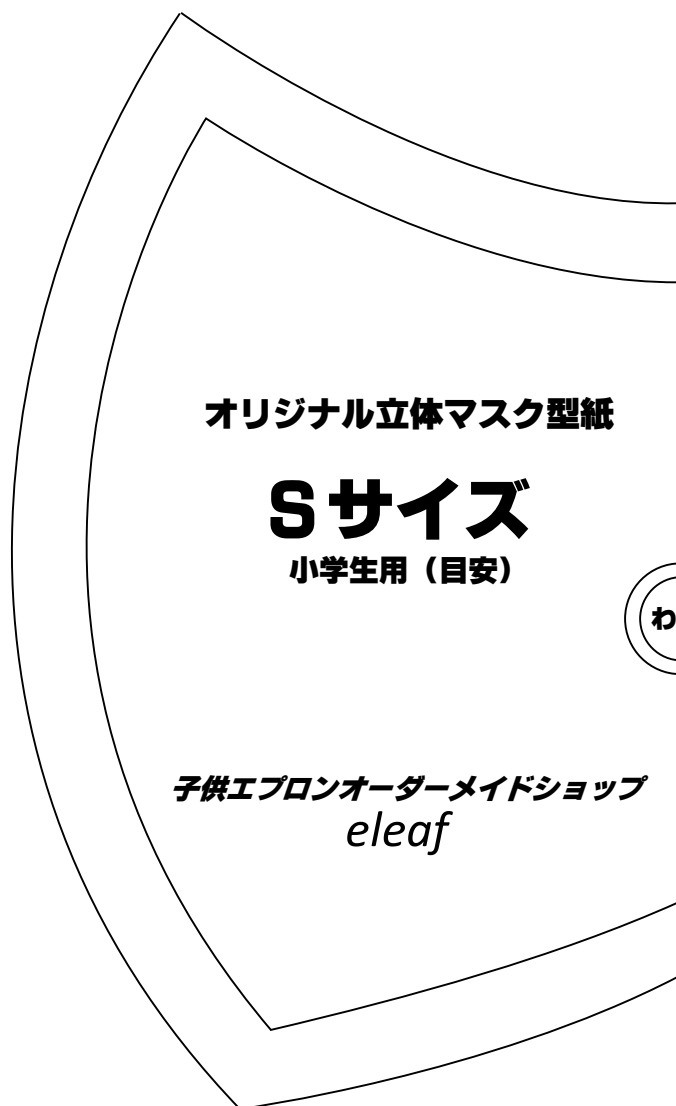 オリジナル立体マスク型紙
Sサイズ
小学生用（目安）
わ
子供エプロンオーダーメイドショップ
eleaf